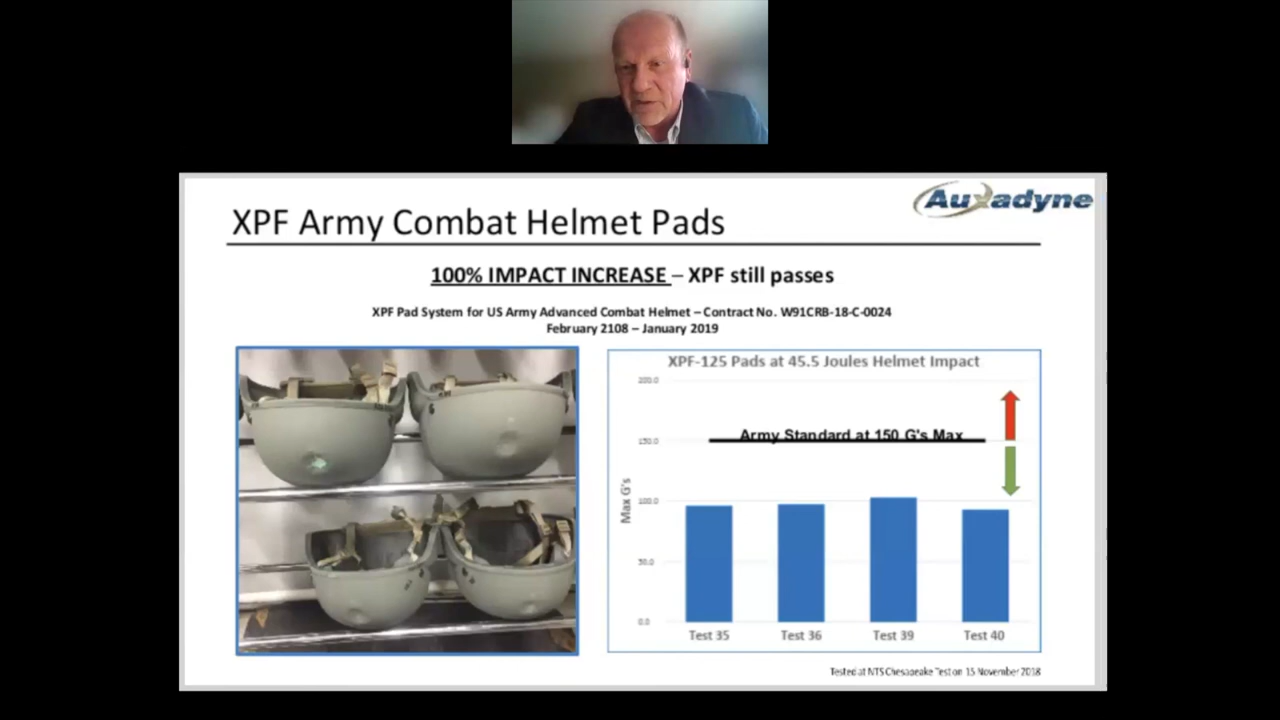 Auxadyne
XPF Army Combat Helmet Pads
100% IMPACT INCREASE – XPF still passes
XPF Pad System for US Army Advanced Combat Helmet – Contract No. W91CRB-18-C-0024
February 2108 – January 2019
XPF-125 Pads at 45.5 Joules Helmet Impact
200.0
Army Standard at 150 G's Max
150.0
Max G's
100.0
50.0
0.0
Test 35 Test 36 Test 39 Test 40
Tested at NTS Chesapeake Test on 15 November 2018